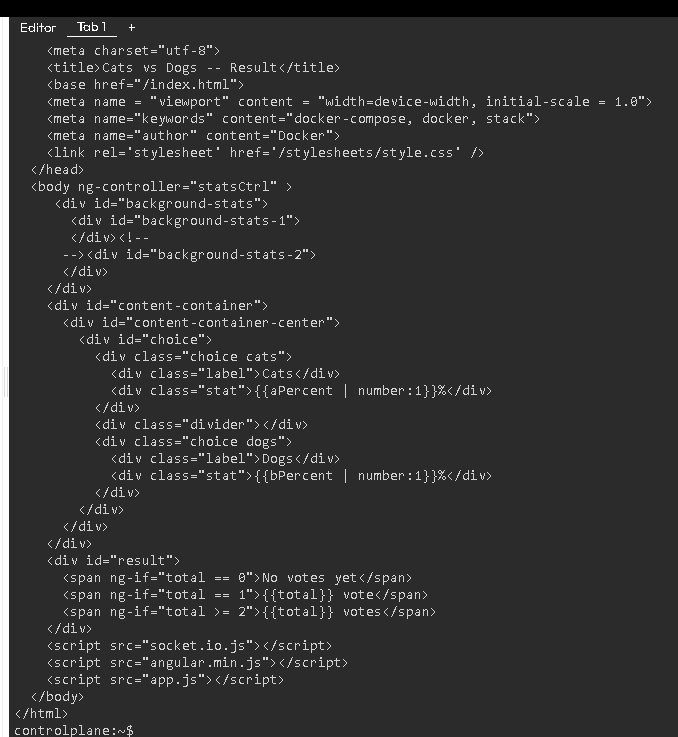 Editor Tab 1 +
<meta charset="utf-8">
<title>Cats vs Dogs -- Result</title>
<base href="/index.html">
<meta name = "viewport" content = "width=device-width, initial-scale = 1.0">
<meta name="keywords" content="docker-compose, docker, stack">
<meta name="author" content="Docker">
<link rel='stylesheet' href='/stylesheets/style.css' />
</head>
<body ng-controller="statsCtrl" >
<div id="background-stats">
<div id="background-stats-1">
</div><!--
--><div id="background-stats-2">
</div>
</div>
<div id="content-container">
<div id="content-container-center">
<div id="choice">
<div class="choice cats">
<div class="label">Cats</div>
<div class="stat">{{aPercent | number:1}}%</div>
</div>
<div class="divider"></div>
<div class="choice dogs">
<div class="label">Dogs</div>
<div class="stat">{{bPercent | number:1}}%</div>
</div>
</div>
</div>
</div>
<div id="result">
<span ng-if="total == 0">No votes yet</span>
<span ng-if="total == 1">{{total}} vote</span>
<span ng-if="total >= 2">{{total}} votes</span>
</div>
<script src="socket.io.js"></script>
<script src="angular.min.js"></script>
<script src="app.js"></script>
</body>
</html>
controlplane:~$